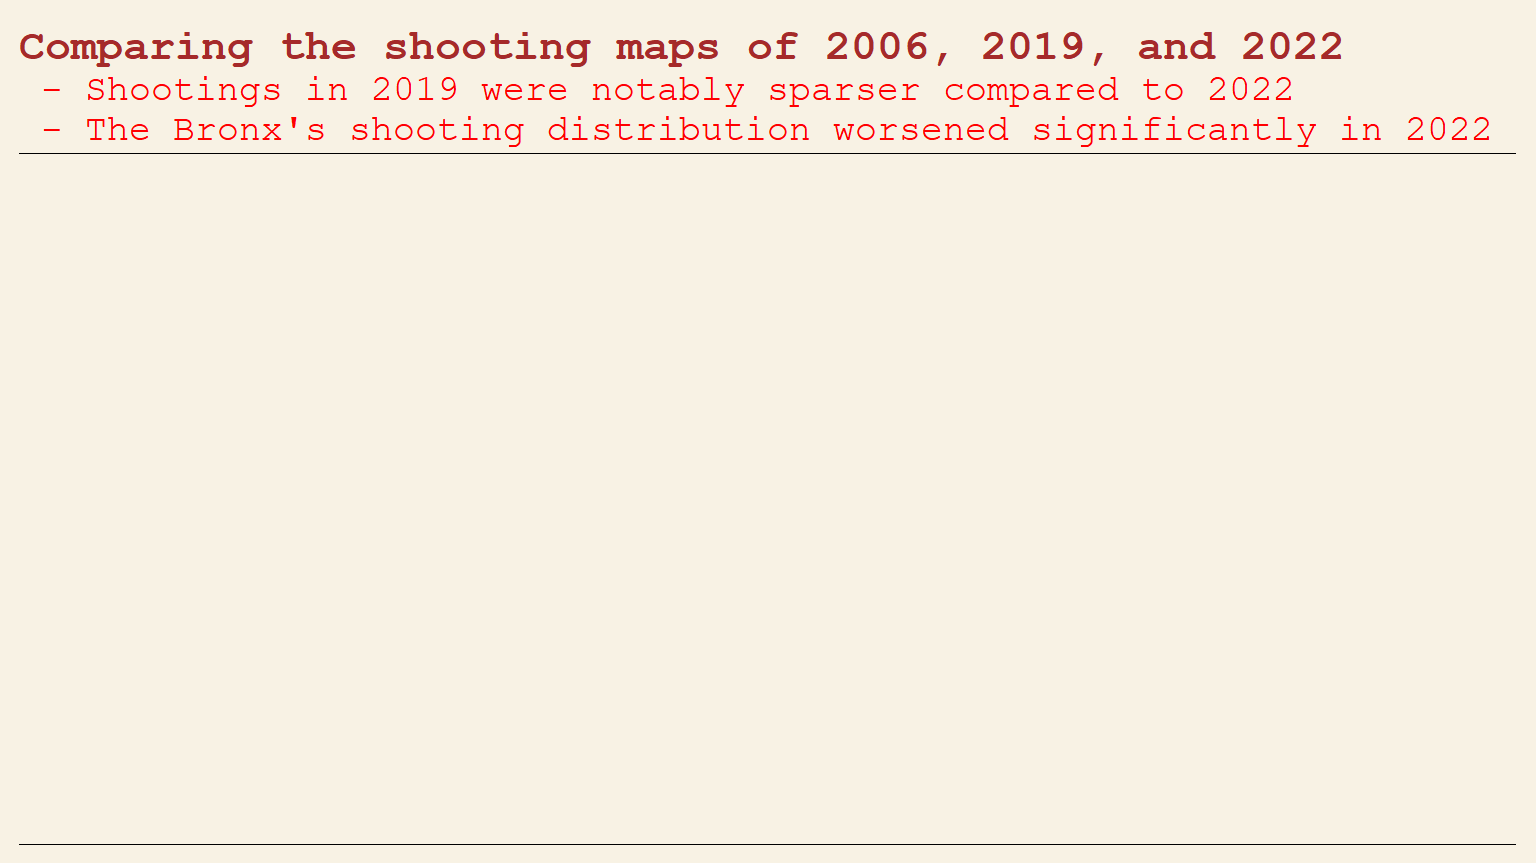 Comparing the shooting maps of 2006, 2019, and 2022
- Shootings in 2019 were notably sparser compared to 2022
- The Bronx's shooting distribution worsened significantly in 2022